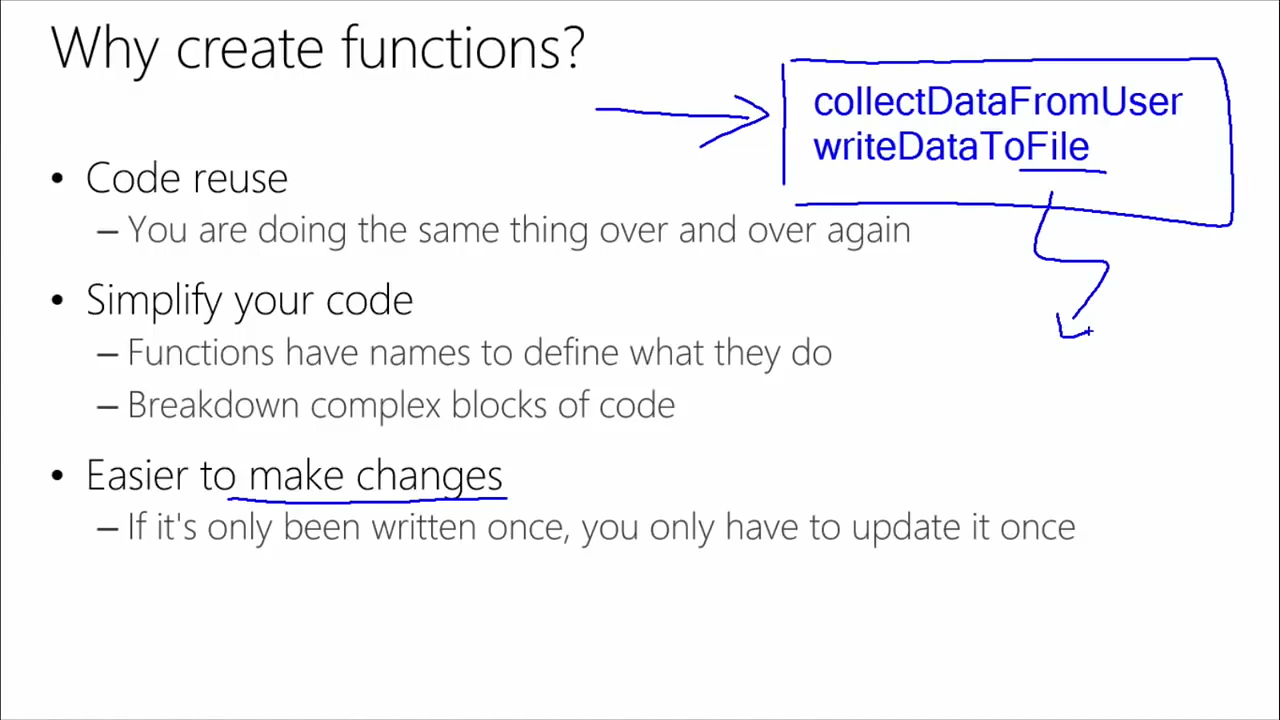 Why create functions?
collectDataFromUser
writeDataToFile
• Code reuse
– You are doing the same thing over and over again
• Simplify your code
– Functions have names to define what they do
– Breakdown complex blocks of code
• Easier to make changes
– If it's only been written once, you only have to update it once